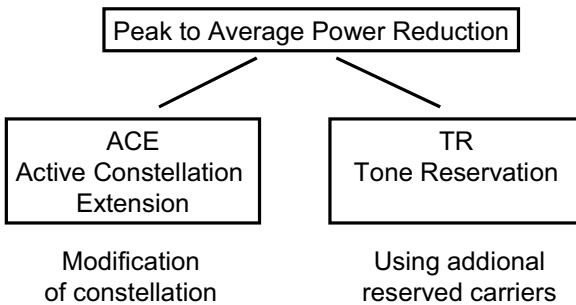 Peak to Average Power Reduction
ACE
Active Constellation
Extension
TR
Tone Reservation
Modification
of constellation
Using addional
reserved carriers